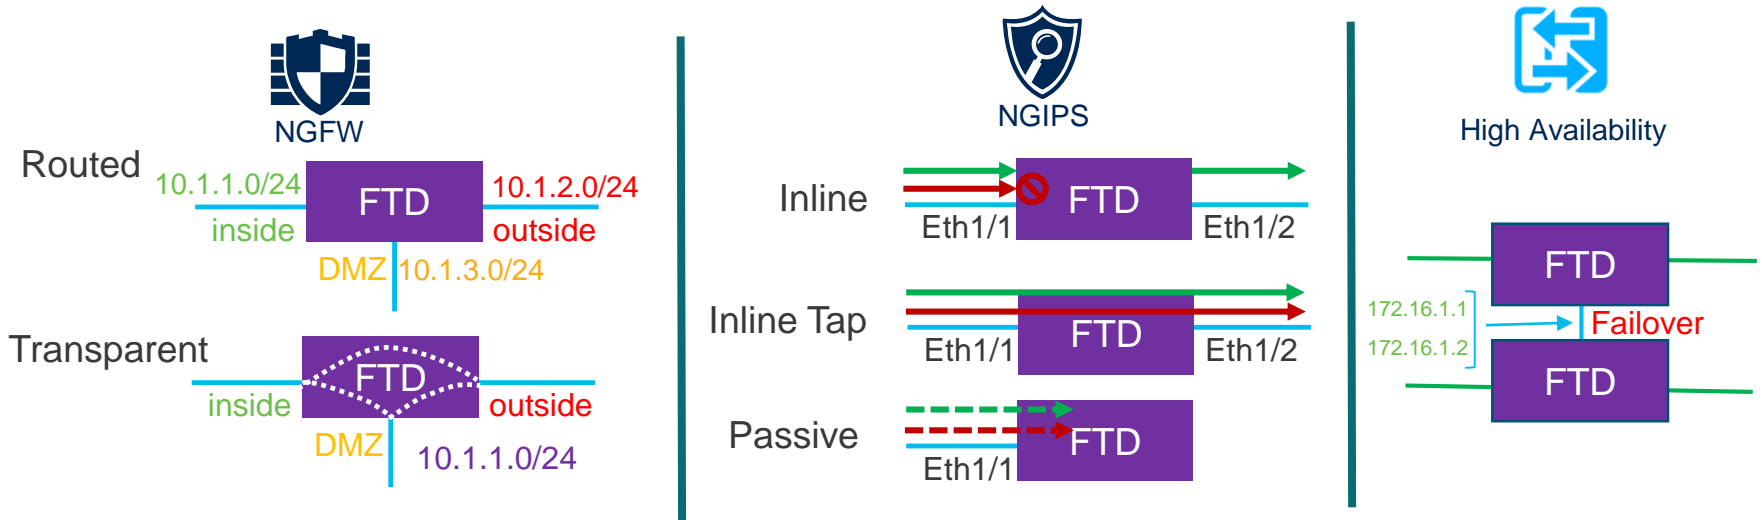 NGFW
Routed
10.1.1.0/24
FTD
10.1.2.0/24
inside
outside
DMZ
10.1.3.0/24
Transparent
FTD
inside
outside
DMZ
10.1.1.0/24
NGIPS
Inline
FTD
Eth1/1
Eth1/2
Inline Tap
FTD
Eth1/1
Eth1/2
Passive
FTD
Eth1/1
High Availability
FTD
172.16.1.1
Failover
172.16.1.2
FTD